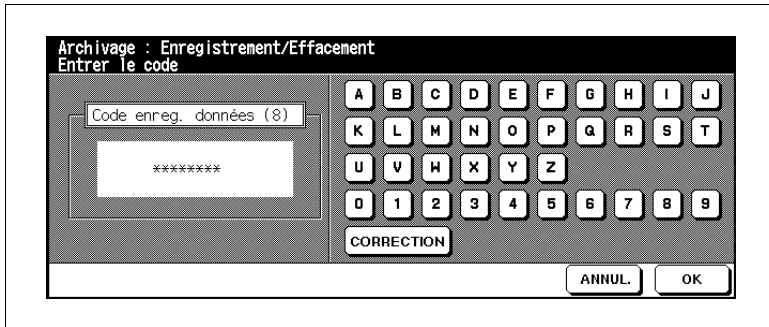 Archivage : Enregistrement/Effacement
Entrer le code
Code enreg. données (8)
********
A B C D E F G H I J
K L M N O P Q R S T
U V W X Y Z
0 1 2 3 4 5 6 7 8 9
CORRECTION
ANNUL. OK